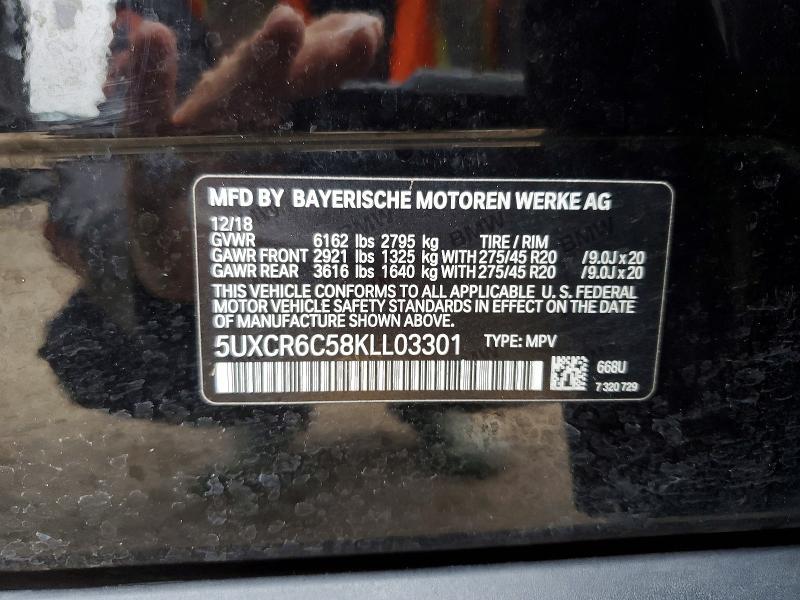 MFD BY BAYERISCHE MOTOREN WERKE AG
12/18
GVWR 6162 lbs 2795 kg TIRE / RIM
GAWR FRONT 2921 lbs 1325 kg WITH 275/45 R20 /9.0J x 20
GAWR REAR 3616 lbs 1640 kg WITH 275/45 R20 /9.0J x 20
THIS VEHICLE CONFORMS TO ALL APPLICABLE U.S. FEDERAL
MOTOR VEHICLE SAFETY STANDARDS IN EFFECT ON THE DATE
OF MANUFACTURE SHOWN ABOVE.
5UXCR6C58KLL03301 TYPE: MPV
668U
7 320 729